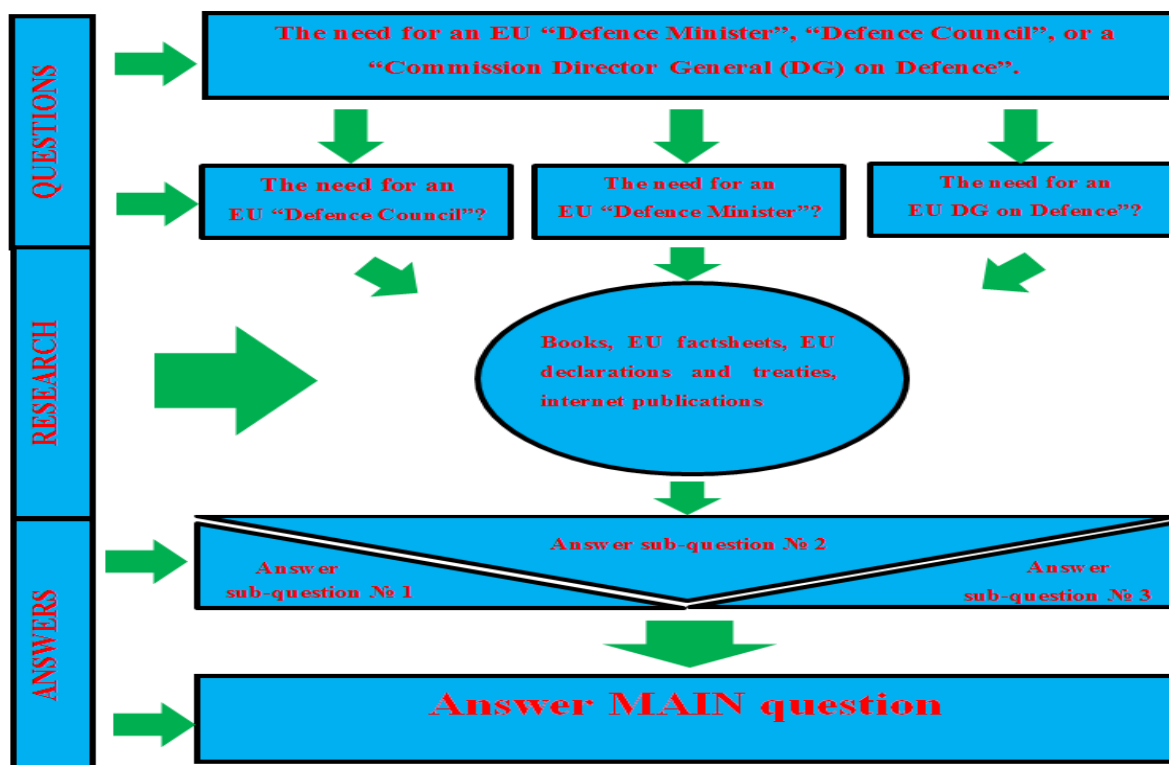 QUESTIONS
The need for an EU “Defence Minister”, “Defence Council”, or a
“Commission Director General (DG) on Defence”.
The need for an
EU “Defence Council”?
The need for an
EU “Defence Minister”?
The need for an
EU DG on Defence”?
RESEARCH
Books, EU factsheets, EU
declarations and treaties,
internet publications
ANSWERS
Answer
sub-question № 1
Answer sub-question № 2
Answer
sub-question № 3
Answer MAIN question